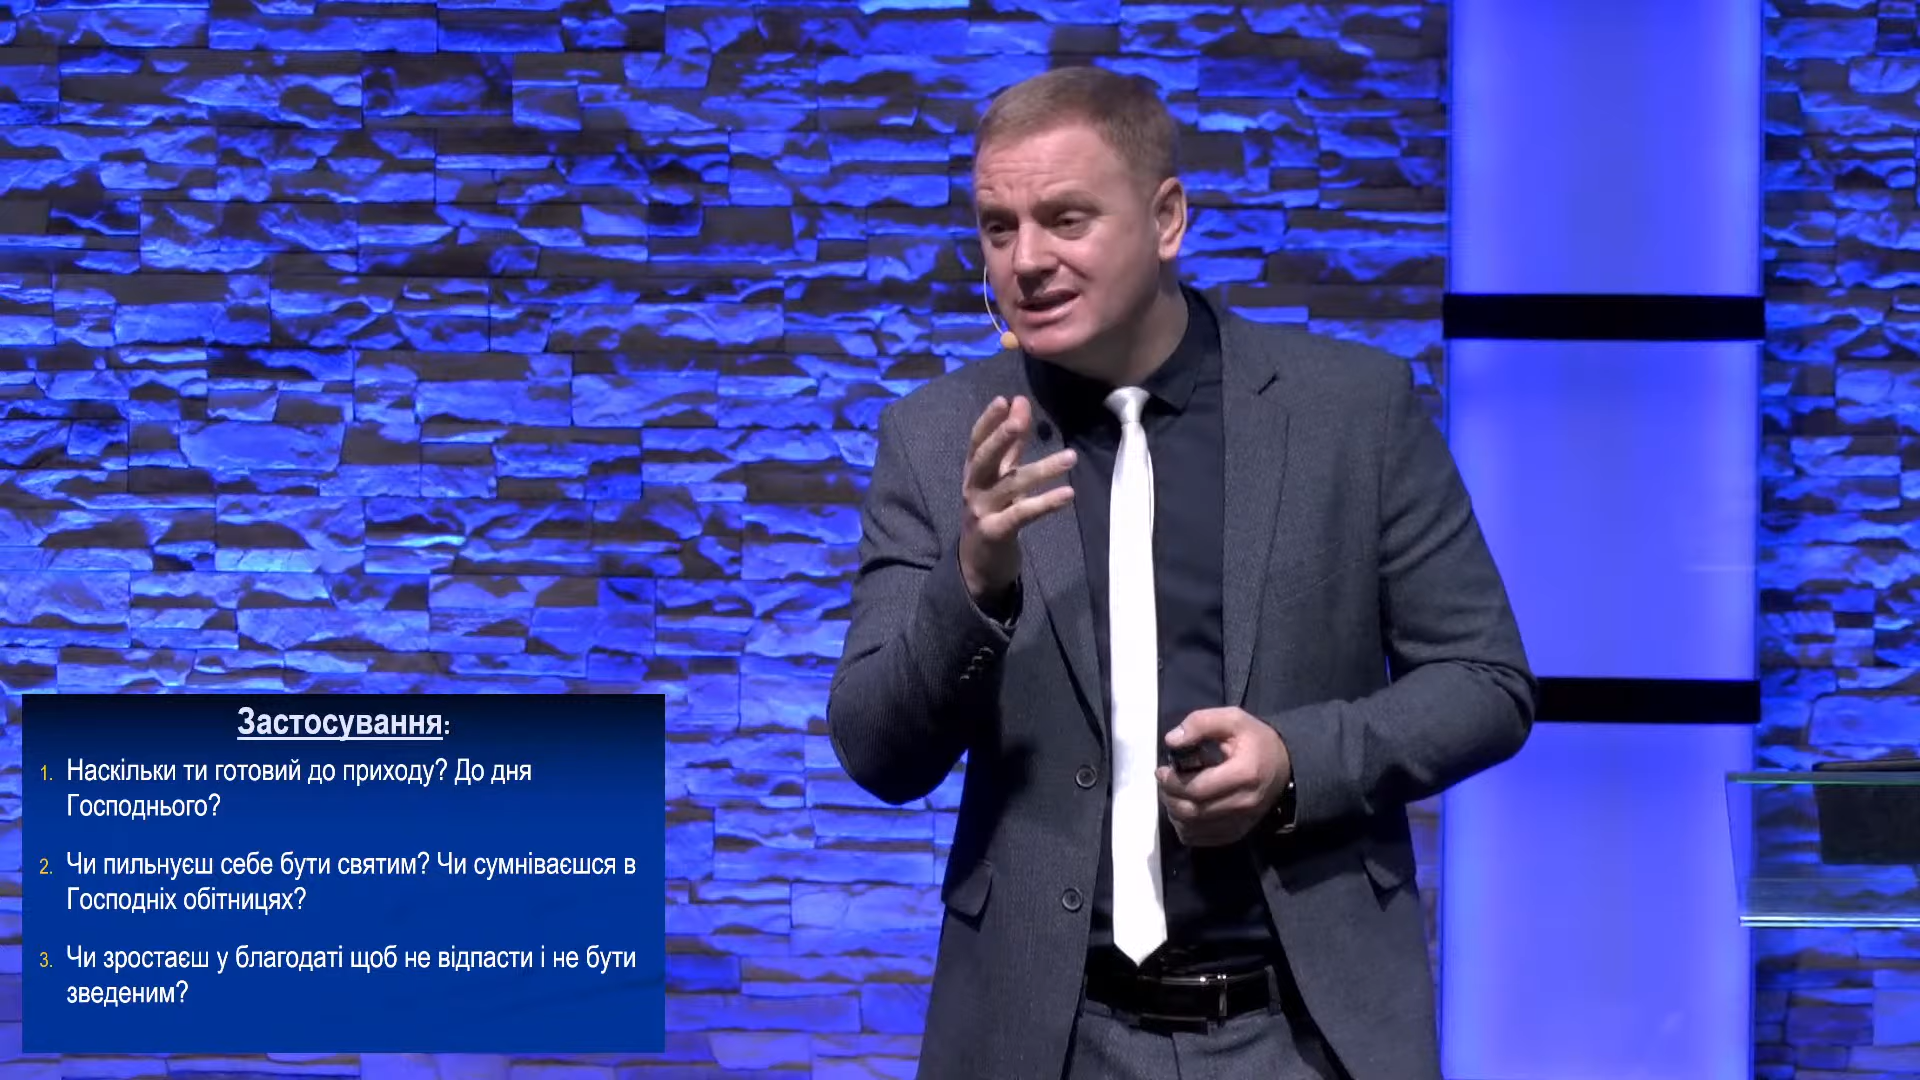 Застосування:
1. Наскільки ти готовий до приходу? До дня
Господнього?
2. Чи пильнуєш себе бути святим? Чи сумніваєшся в
Господніх обітницях?
3. Чи зростаєш у благодаті щоб не відпасти і не бути
зведеним?